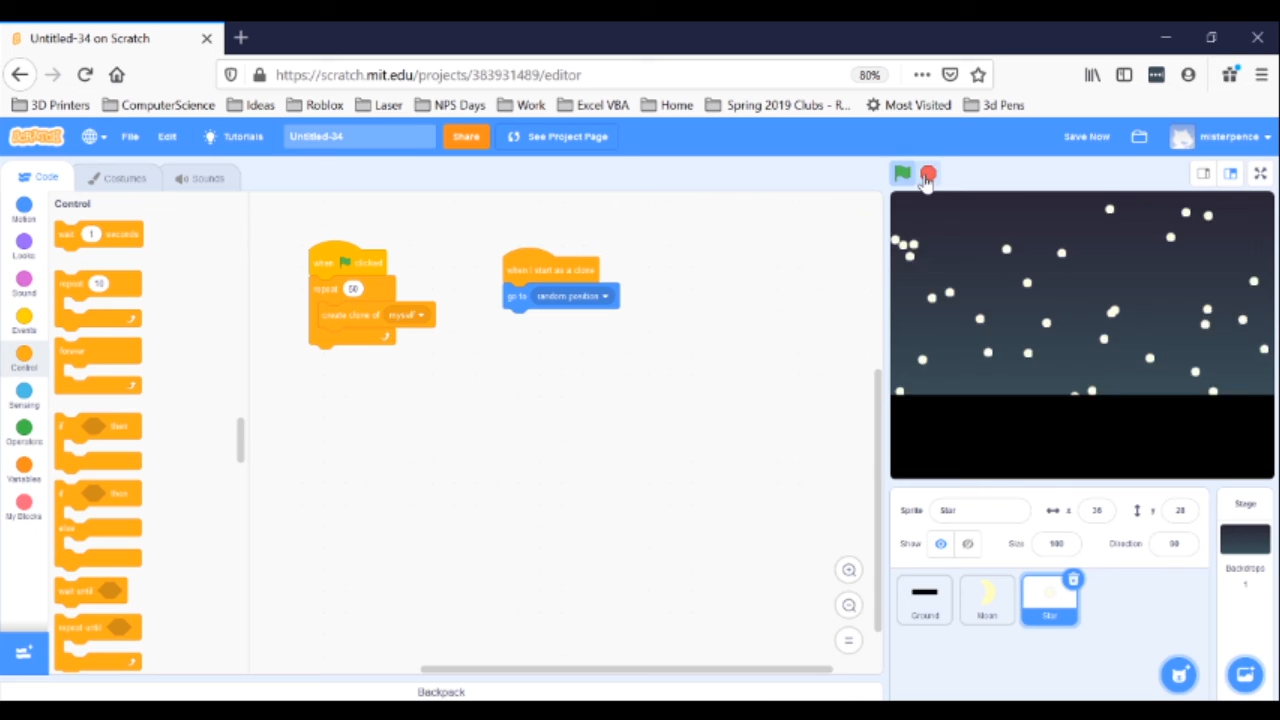 Untitled-34 on Scratch
https://scratch.mit.edu/projects/383931489/editor
80%
3D Printers ComputerScience Ideas Roblox Laser NPS Days Work Excel VBA Home Spring 2019 Clubs - R... Most Visited 3d Pens
SCRATCH File Edit Tutorials Untitled-34 Share See Project Page Save Now misterpence
Code Costumes Sounds
Motion
Looks
Sound
Events
Control
Sensing
Operators
Variables
My Blocks
Control
wait 1 seconds
repeat 10
forever
if then
if then
else
wait until
repeat until
when clicked
repeat 50
create clone of myself
when I start as a clone
go to random position
Sprite Star x 36 y 28
Show Size 100 Direction 90
Ground Moon Star
Stage
Backdrops
1
Backpack